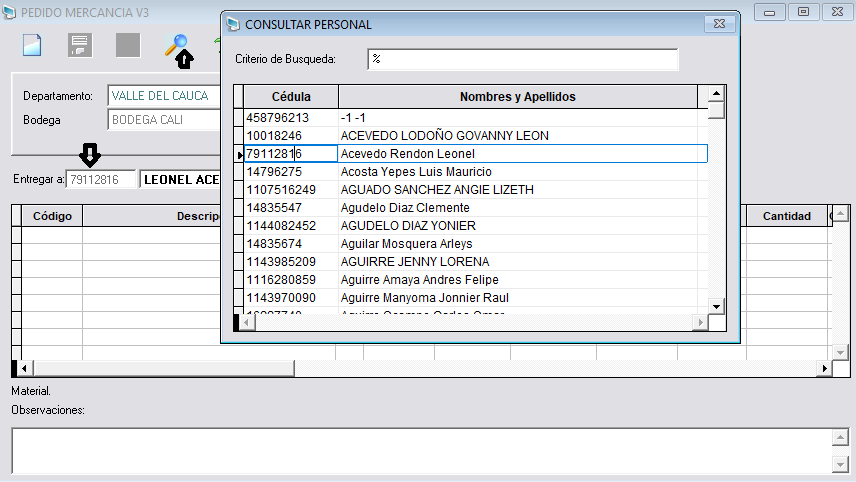 PEDIDO MERCANCIA V3
CONSULTAR PERSONAL
Criterio de Busqueda: %
Departamento: VALLE DEL CAUCA
Bodega BODEGA CALI
Entregar a: 79112816 LEONEL ACE
Cédula Nombres y Apellidos
458796213 -1 -1
10018246 ACEVEDO LODOÑO GOVANNY LEON
79112816 Acevedo Rendon Leonel
14796275 Acosta Yepes Luis Mauricio
1107516249 AGUADO SANCHEZ ANGIE LIZETH
14835547 Agudelo Diaz Clemente
1144082452 AGUDELO DIAZ YONIER
14835674 Aguilar Mosquera Arleys
1143985209 AGUIRRE JENNY LORENA
1116280859 Aguirre Amaya Andres Felipe
1143970090 Aguirre Manyoma Jonnier Raul
Código Descripc Cantidad
Material.
Observaciones: